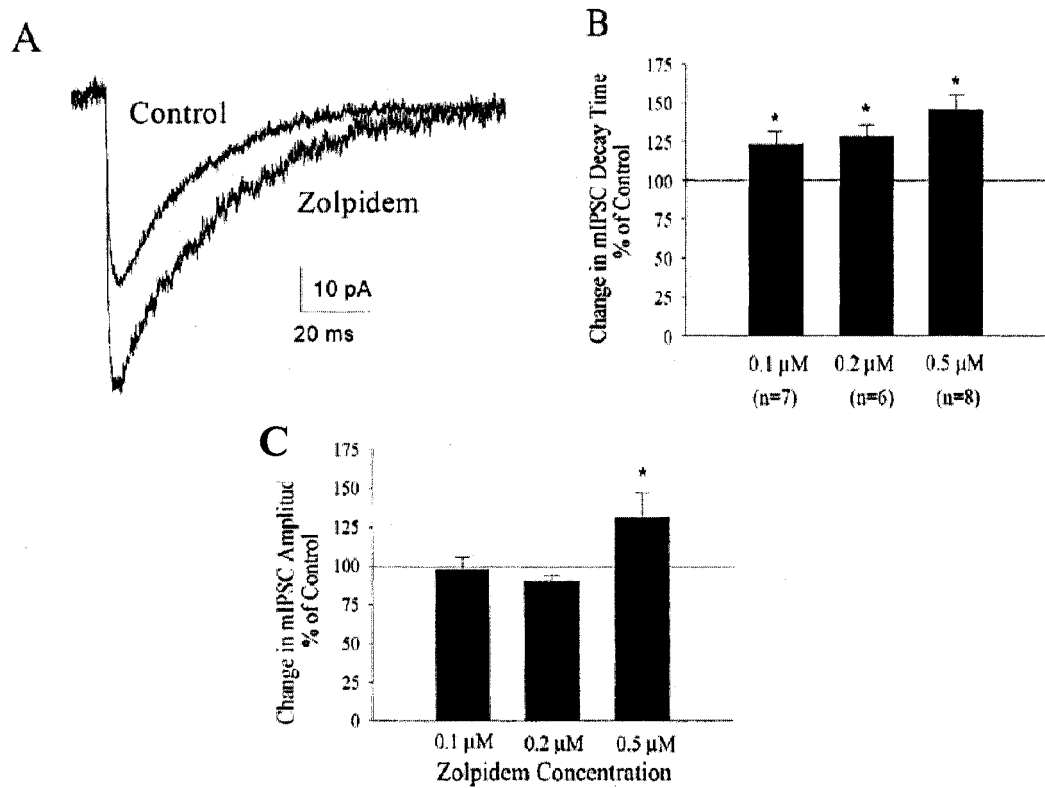 A
Control
Zolpidem
10 pA
20 ms
B
Change in mIPSC Decay Time
% of Control
175
150
125
100
75
50
25
0
*
*
*
0.1 µM
0.2 µM
0.5 µM
(n=7)
(n=6)
(n=8)
C
Change in mIPSC Amplitud
% of Control
175
150
125
100
75
50
25
0
*
0.1 µM
0.2 µM
0.5 µM
Zolpidem Concentration